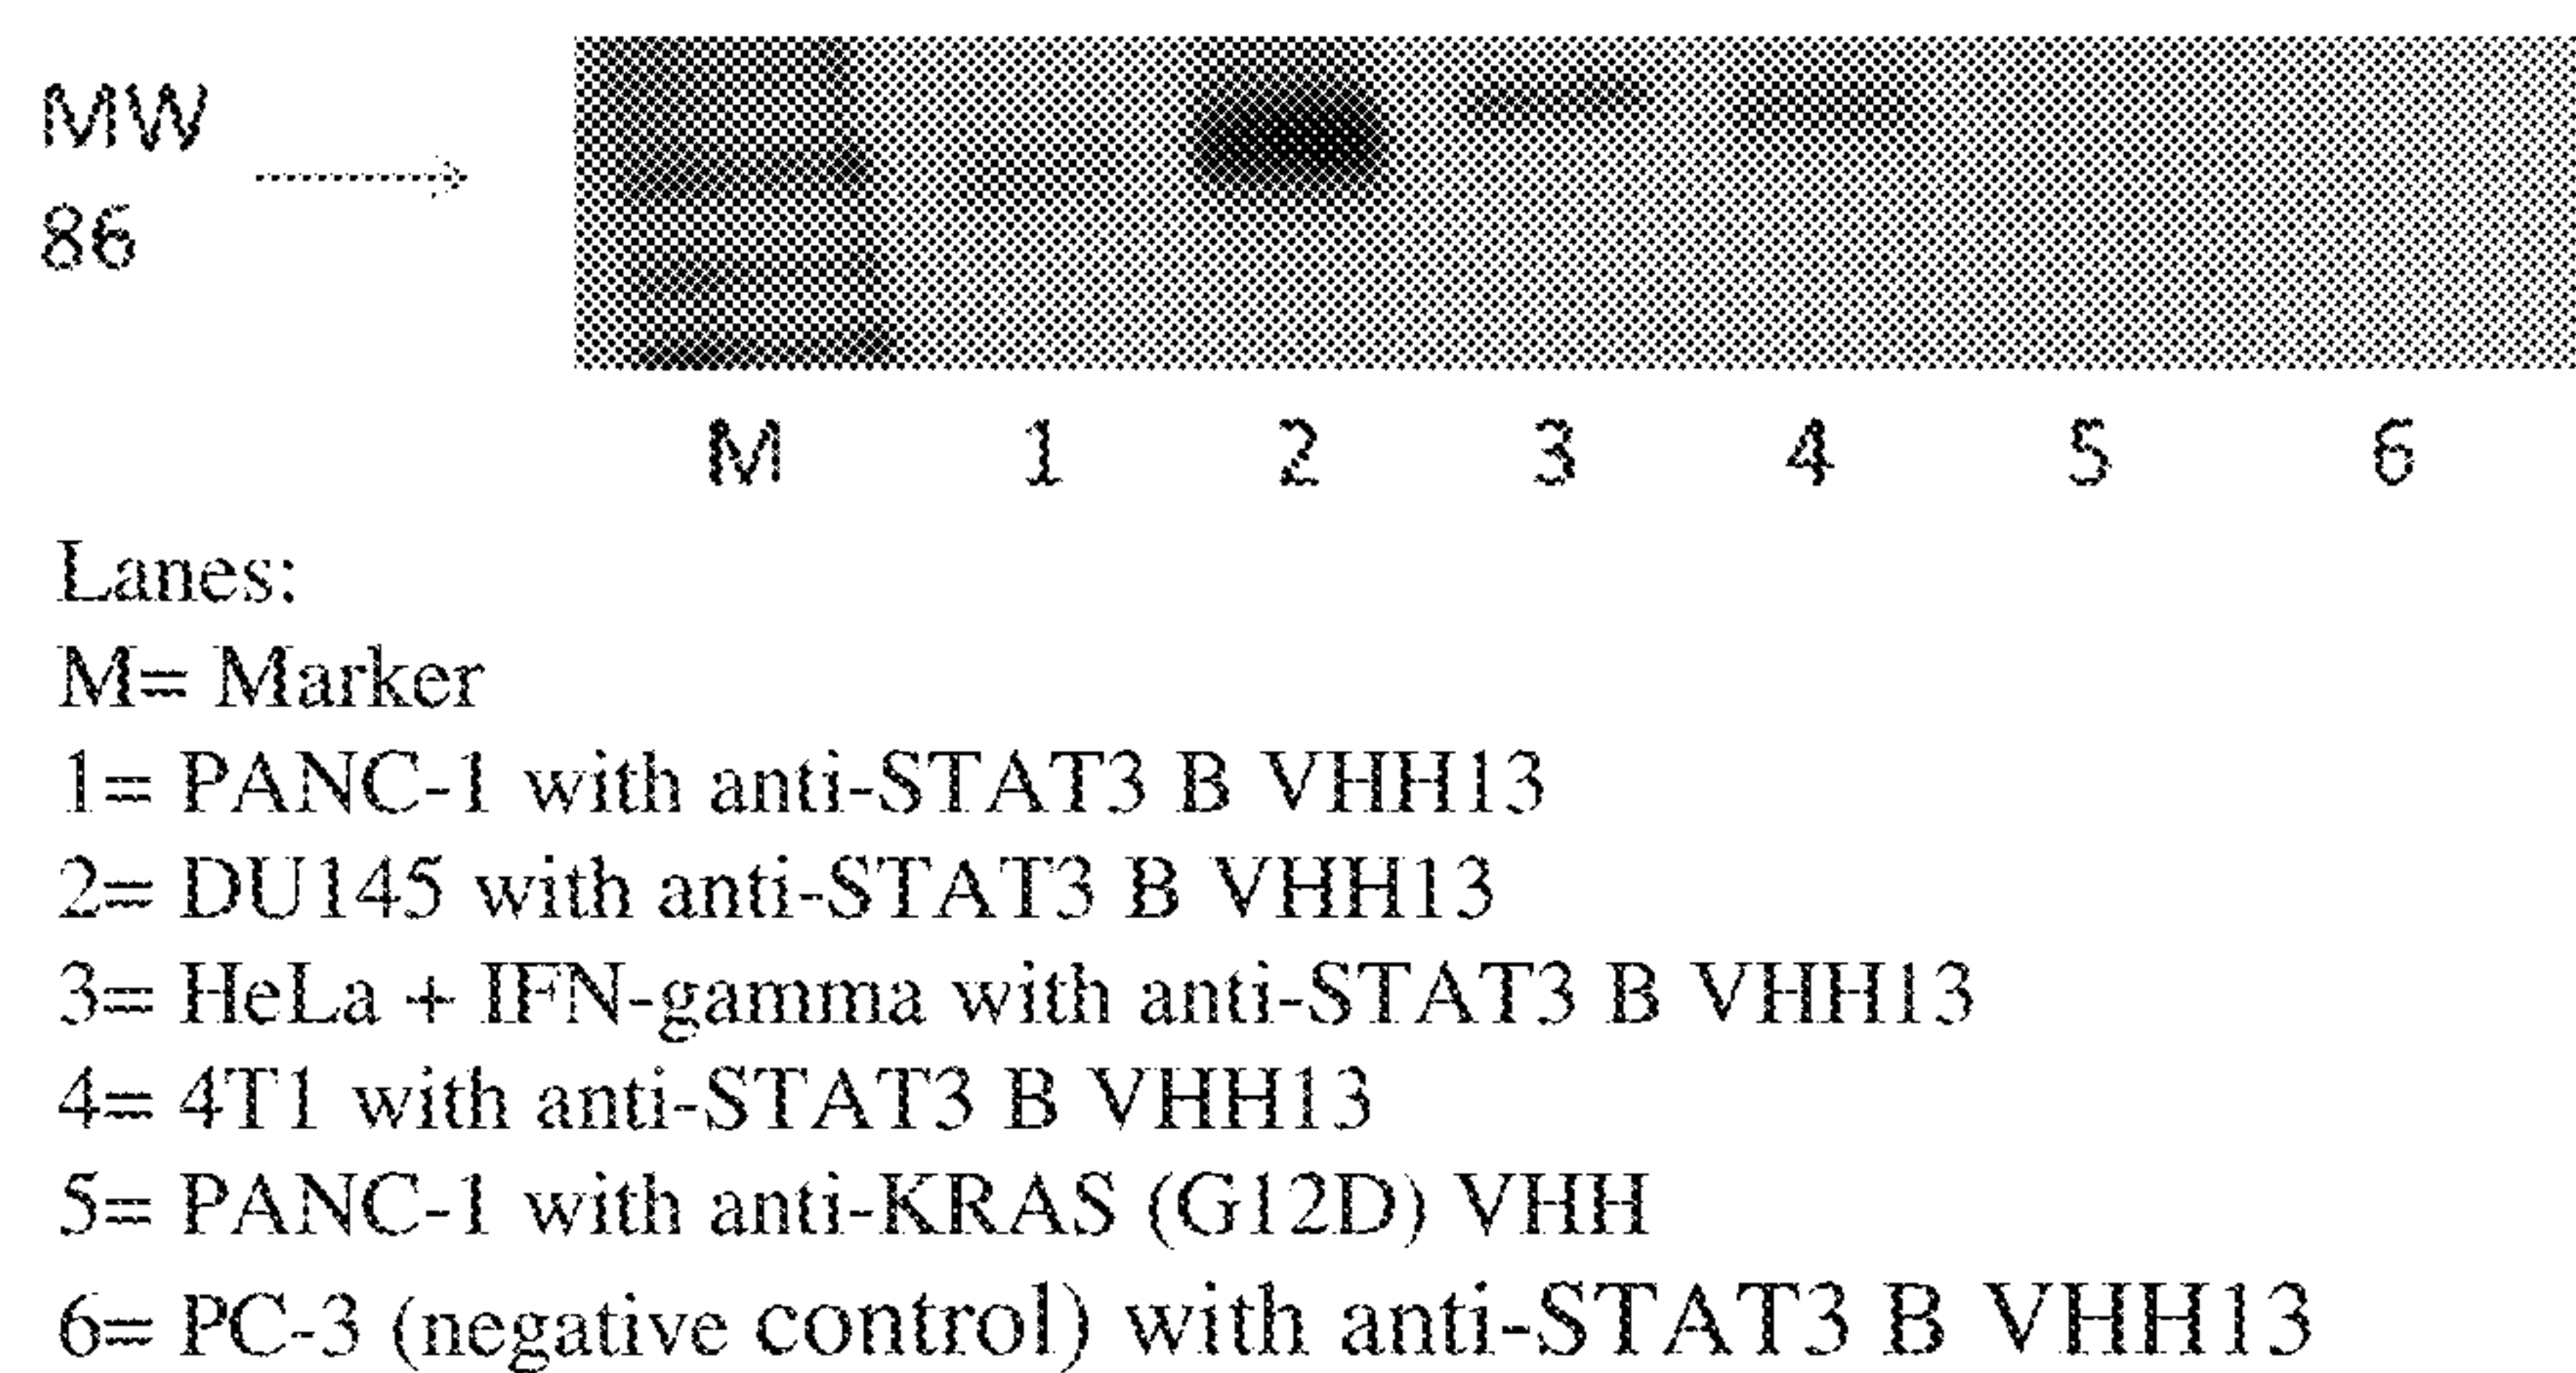 MW
86
M 1 2 3 4 5 6
Lanes:
M= Marker
1= PANC-1 with anti-STAT3 B VHH13
2= DU145 with anti-STAT3 B VHH13
3= HeLa + IFN-gamma with anti-STAT3 B VHH13
4= 4T1 with anti-STAT3 B VHH13
5= PANC-1 with anti-KRAS (G12D) VHH
6= PC-3 (negative control) with anti-STAT3 B VHH13